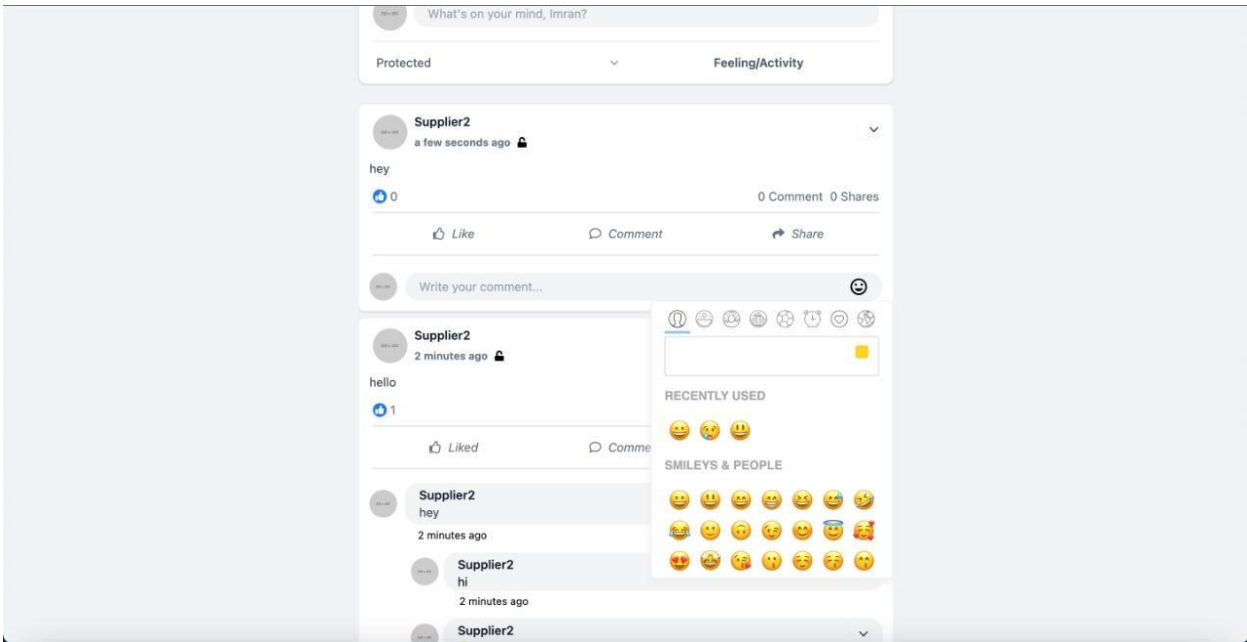 What's on your mind, Imran?
Protected
Feeling/Activity
Supplier2
a few seconds ago
hey
0
0 Comment 0 Shares
Like
Comment
Share
Write your comment...
Supplier2
2 minutes ago
hello
1
Liked
Comme
RECENTLY USED
SMILEYS & PEOPLE
Supplier2
hey
2 minutes ago
Supplier2
hi
2 minutes ago
Supplier2